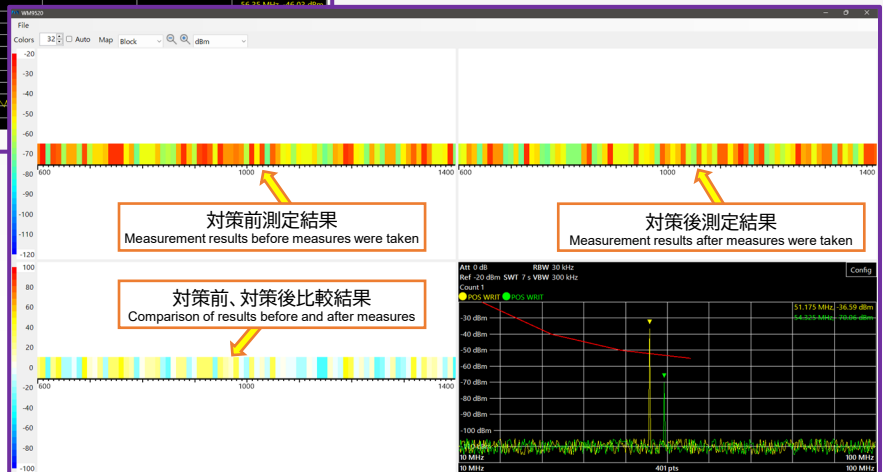 56.35 MHz -46.03 dBm
WM9520
File
Colors 32 Auto Map Block dBm
-20
-30
-40
-50
-60
-70
-80
-90
-100
-110
-120
600 1000 1400
600 1000 1400
対策前測定結果
Measurement results before measures were taken
対策後測定結果
Measurement results after measures were taken
100
80
60
40
20
0
-20
-40
-60
-80
-100
対策前、対策後比較結果
Comparison of results before and after measures
600 1000 1400
Att 0 dB RBW 30 kHz
Ref -20 dBm SWT 7 s VBW 300 kHz
Count 1
POS WRIT POS WRIT
Config
51.175 MHz, -36.59 dBm
54.325 MHz, -70.06 dBm
-30 dBm
-40 dBm
-50 dBm
-60 dBm
-70 dBm
-80 dBm
-90 dBm
-100 dBm
10 MHz 100 MHz
10 MHz 401 pts 100 MHz